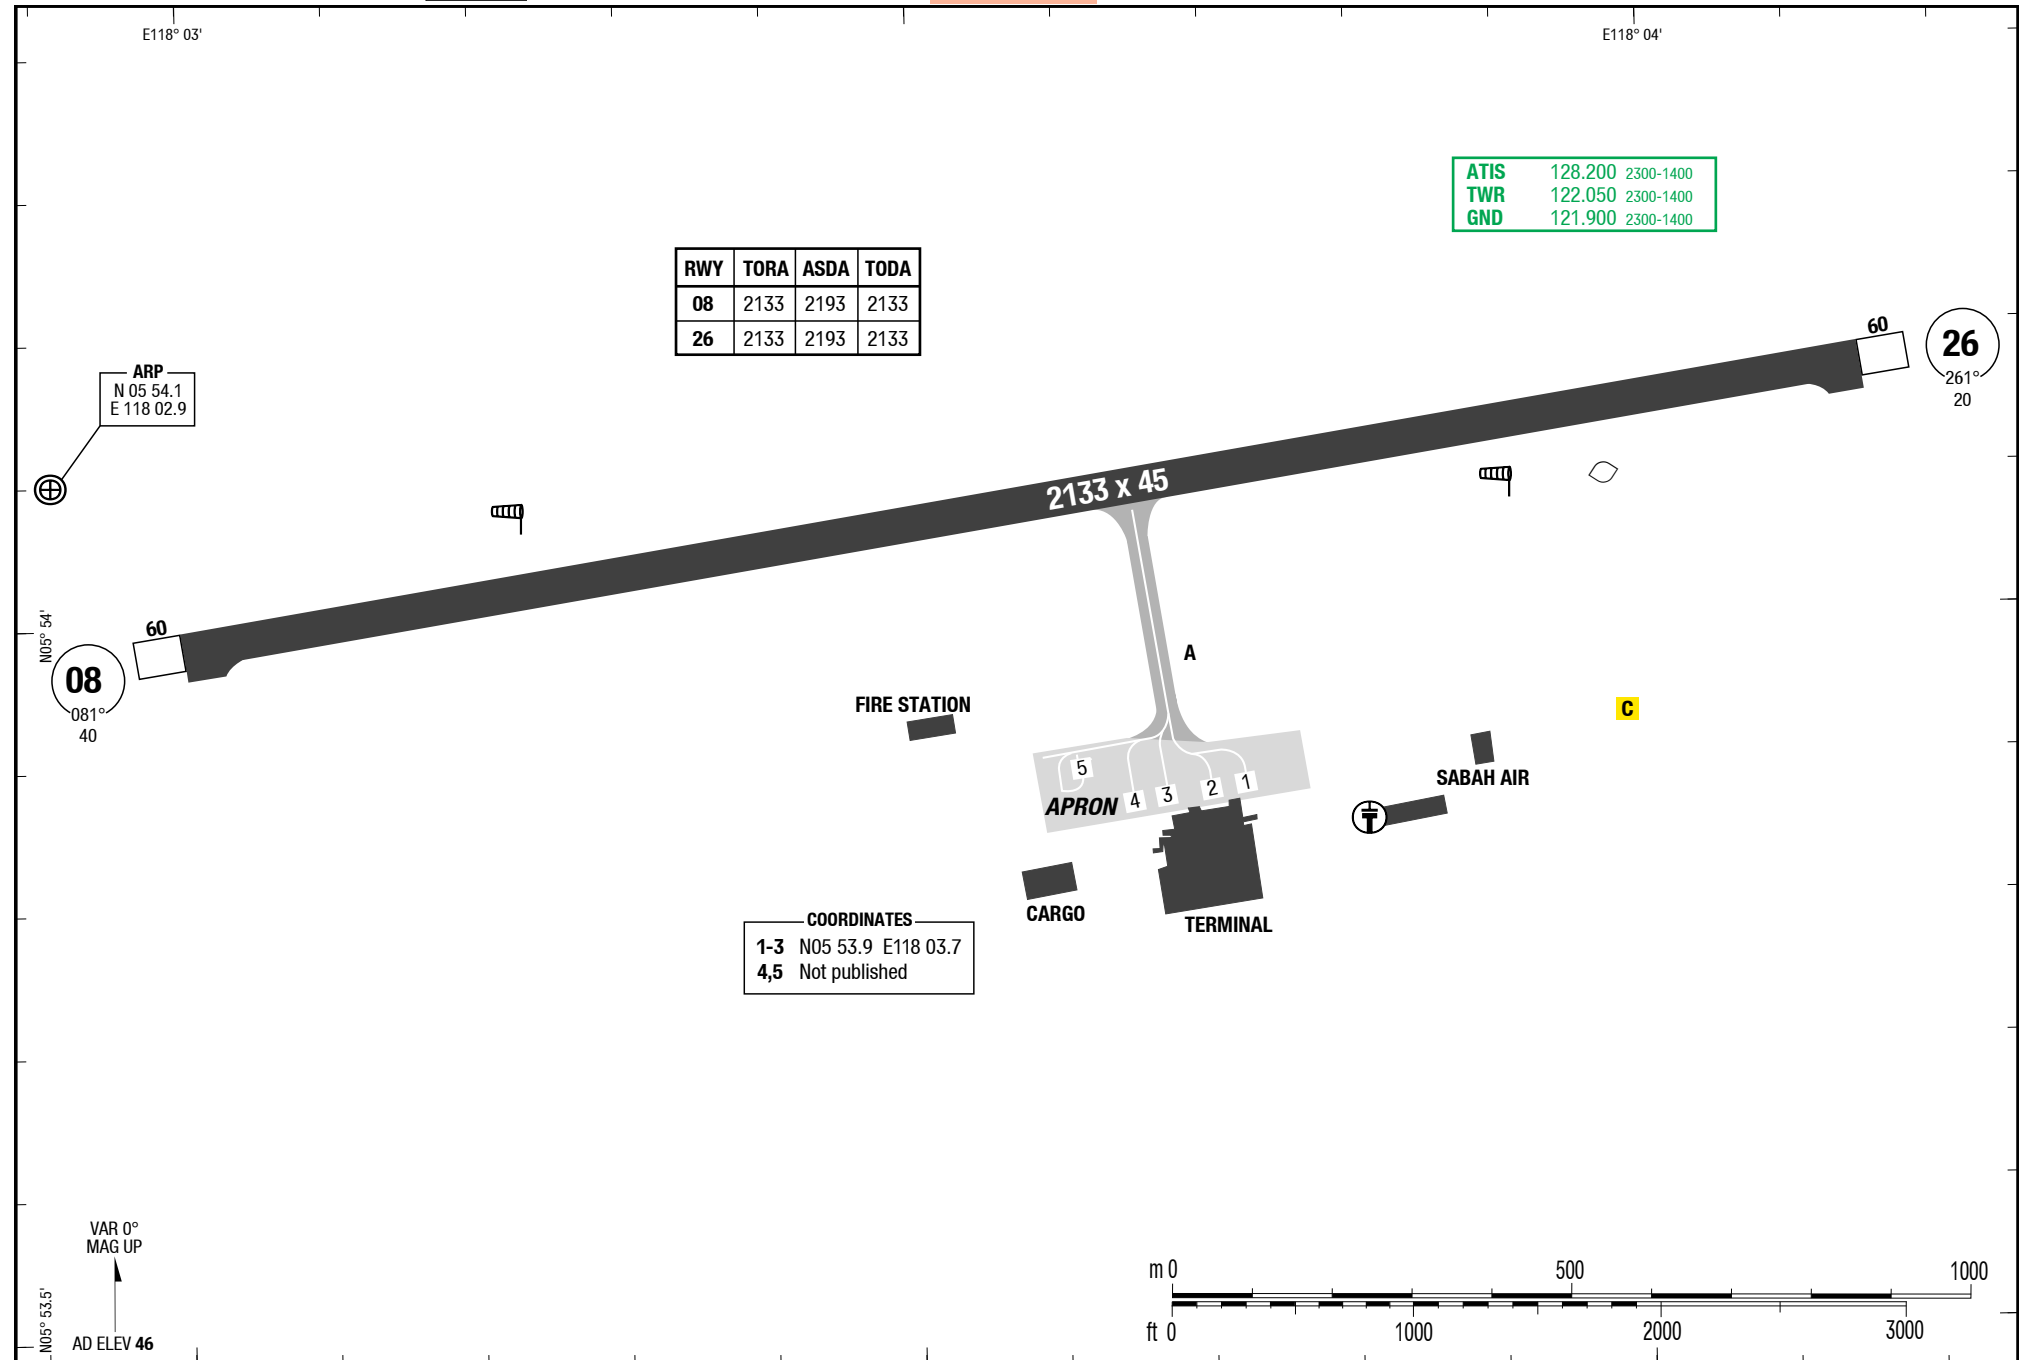 E118° 03'
E118° 04'
ATIS 128.200 2300-1400
TWR 122.050 2300-1400
GND 121.900 2300-1400
RWY TORA ASDA TODA
08 2133 2193 2133
26 2133 2193 2133
60
26
261°
20
ARP
N 05 54.1
E 118 02.9
2133 x 45
N05° 54'
60
08
081°
40
A
FIRE STATION
C
5
4
3
2
1
APRON
SABAH AIR
CARGO
TERMINAL
COORDINATES
1-3 N05 53.9 E118 03.7
4,5 Not published
VAR 0°
MAG UP
N05° 53.5'
AD ELEV 46
m 0 500 1000
ft 0 1000 2000 3000